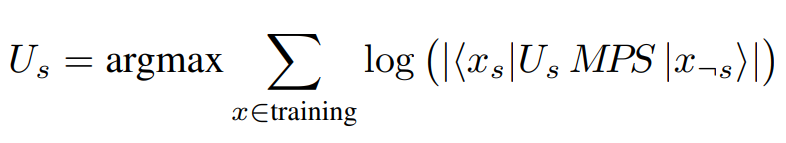 U_s = argmax ∑_{x∈training} log (|⟨x_s|U_s MPS |x_{¬s}⟩|)